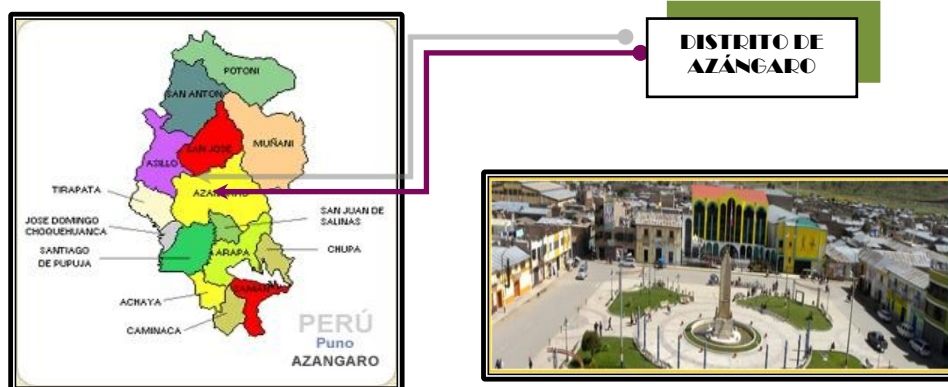 DISTRITO DE
AZÁNGARO
POTONI
SAN ANTON
MUÑANI
SAN JOSE
ASILLO
TIRAPATA
AZANGARO
SAN JUAN DE
SALINAS
JOSE DOMINGO
CHOQUEHUANCA
SANTIAGO
DE PUPUJA
ARAPA
CHUPA
SAMAN
ACHAYA
CAMINACA
PERÚ
Puno
AZANGARO